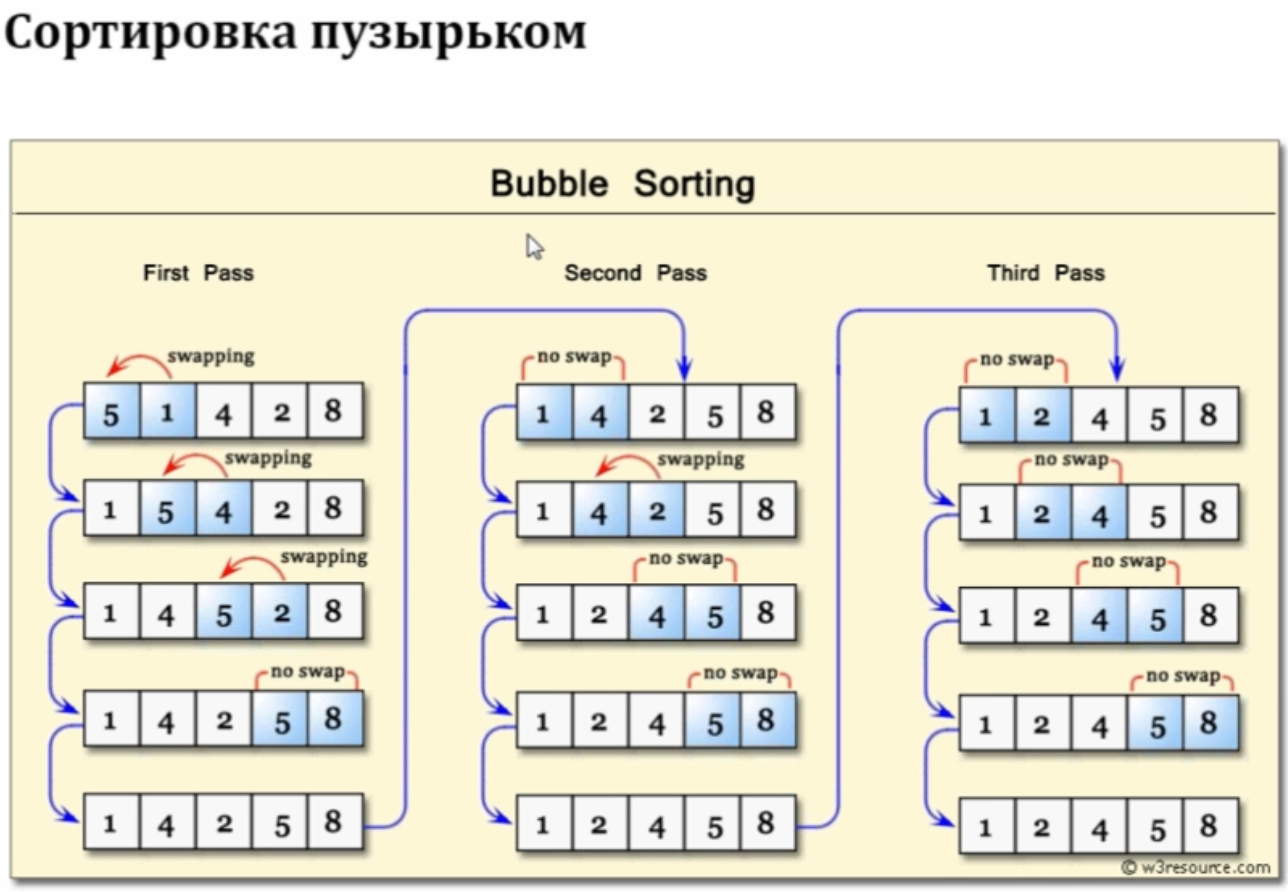 Сортировка пузырьком
Bubble Sorting
First Pass
swapping
5 1 4 2 8
swapping
1 5 4 2 8
swapping
1 4 5 2 8
no swap
1 4 2 5 8
1 4 2 5 8
Second Pass
no swap
1 4 2 5 8
swapping
1 4 2 5 8
no swap
1 2 4 5 8
no swap
1 2 4 5 8
1 2 4 5 8
Third Pass
no swap
1 2 4 5 8
no swap
1 2 4 5 8
no swap
1 2 4 5 8
no swap
1 2 4 5 8
1 2 4 5 8
© w3resource.com